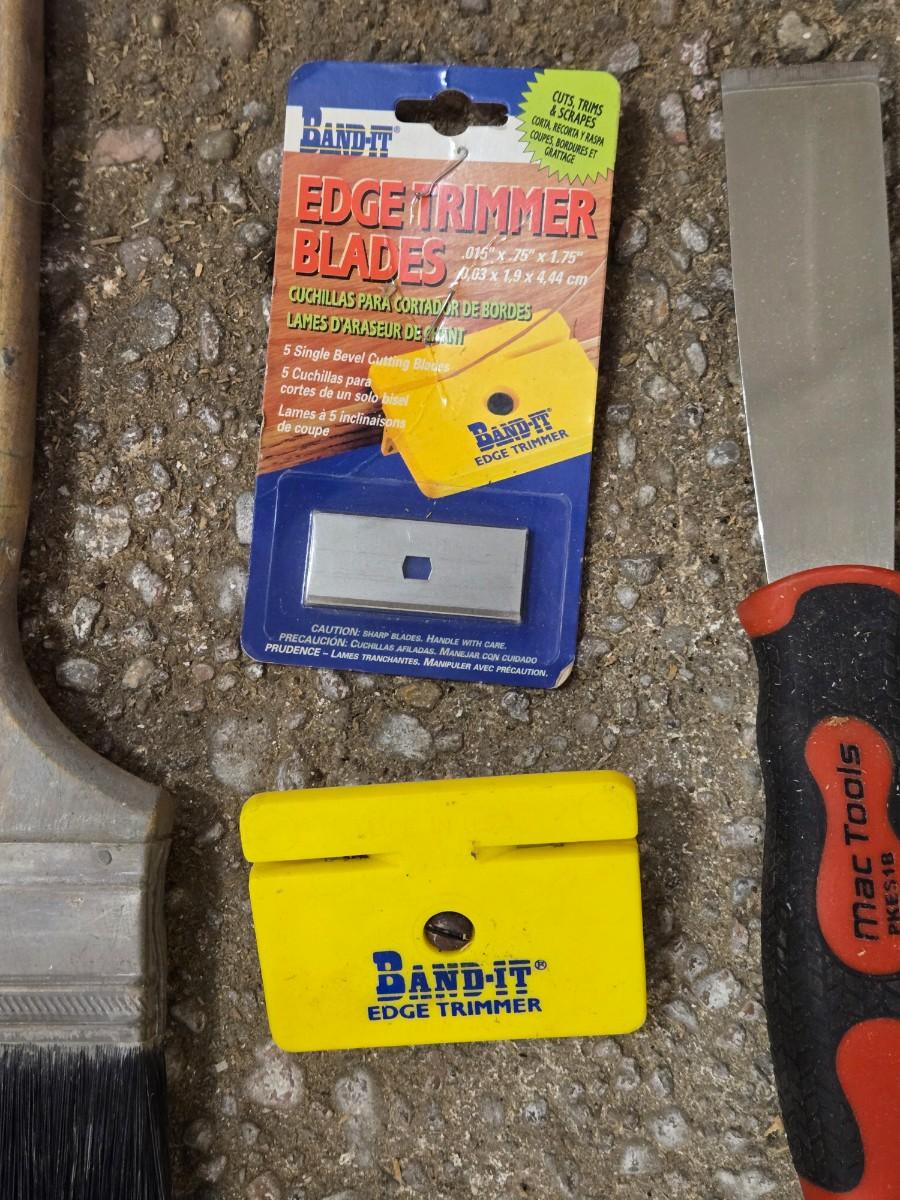 BAND-IT®
CUTS, TRIMS
& SCRAPES
CORTA, RECORTA Y RASPA
COUPES, BORDURES ET
GRATTAGE
EDGE TRIMMER
BLADES
.015" x .75" x 1.75"
0,03 x 1,9 x 4,44 cm
CUCHILLAS PARA CORTADOR DE BORDES
LAMES D'ARASEUR DE CHANT
5 Single Bevel Cutting Blades
5 Cuchillas para
cortes de un solo bisel
Lames à 5 inclinaisons
de coupe
BAND-IT®
EDGE TRIMMER
CAUTION: SHARP BLADES. HANDLE WITH CARE.
PRECAUCIÓN: CUCHILLAS AFILADAS. MANEJAR CON CUIDADO
PRUDENCE – LAMES TRANCHANTES. MANIPULER AVEC PRÉCAUTION.
BAND-IT®
EDGE TRIMMER
Mac Tools
PKES1B